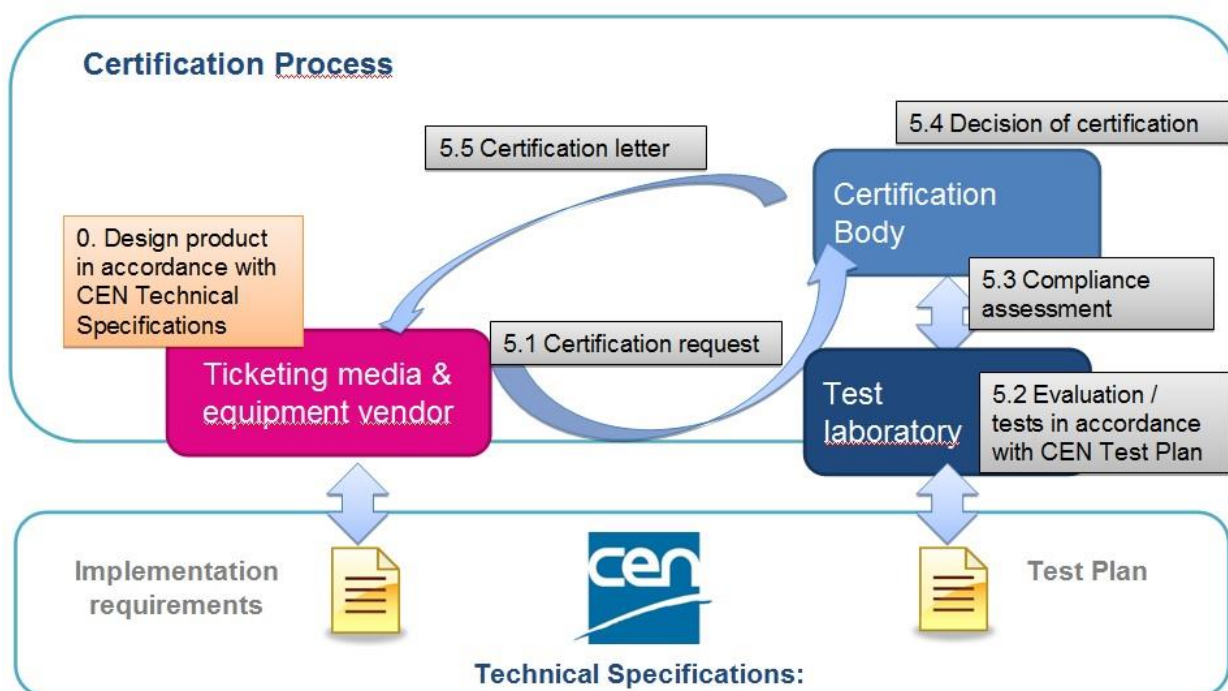 Certification Process
5.4 Decision of certification
5.5 Certification letter
Certification
Body
0. Design product
in accordance with
CEN Technical
Specifications
5.3 Compliance
assessment
5.1 Certification request
Ticketing media &
equipment vendor
Test
laboratory
5.2 Evaluation /
tests in accordance
with CEN Test Plan
Implementation
requirements
cen
Test Plan
Technical Specifications: